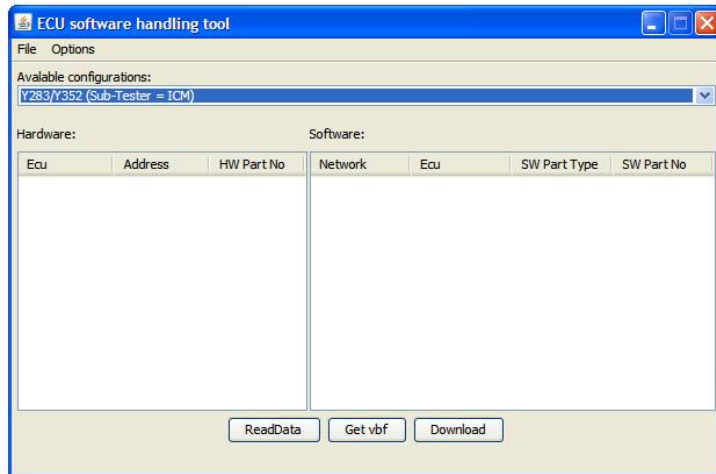 ECU software handling tool
File Options
Avalable configurations:
Y283/Y352 (Sub-Tester = ICM)
Hardware: Software:
Ecu Address HW Part No Network Ecu SW Part Type SW Part No
ReadData Get vbf Download